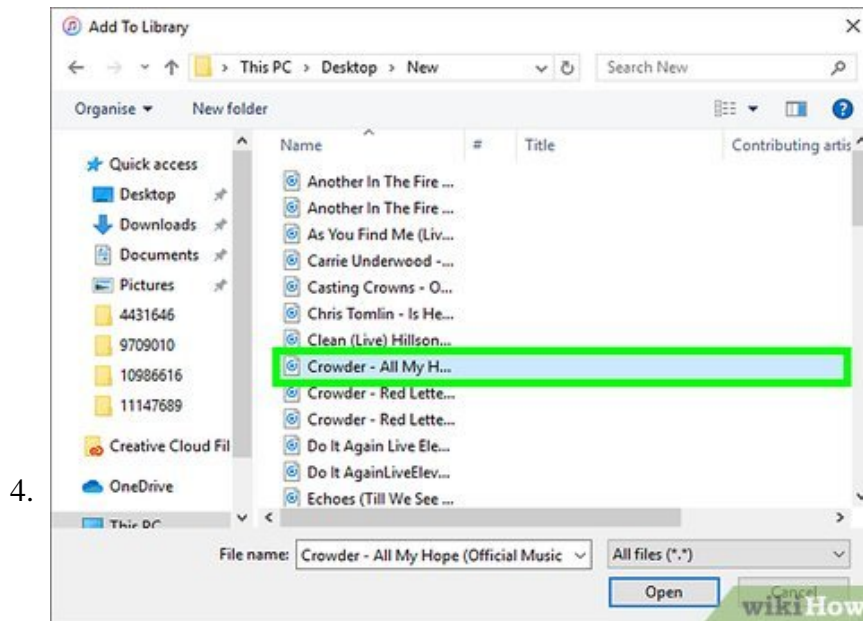 Add To Library
This PC > Desktop > New
Search New
Organise
New folder
Name
#
Title
Contributing artis
Quick access
Desktop
Downloads
Documents
Pictures
4431646
9709010
10986616
11147689
Creative Cloud Fil
OneDrive
This PC
Another In The Fire ...
Another In The Fire ...
As You Find Me (Liv...
Carrie Underwood -...
Casting Crowns - O...
Chris Tomlin - Is He...
Clean (Live) Hillson...
Crowder - All My H...
Crowder - Red Lette...
Crowder - Red Lette...
Do It Again Live Ele...
Do It AgainLiveElev...
Echoes (Till We See ...
4.
File name: Crowder - All My Hope (Official Music
All files (*.*)
Open
Cancel
wikiHow